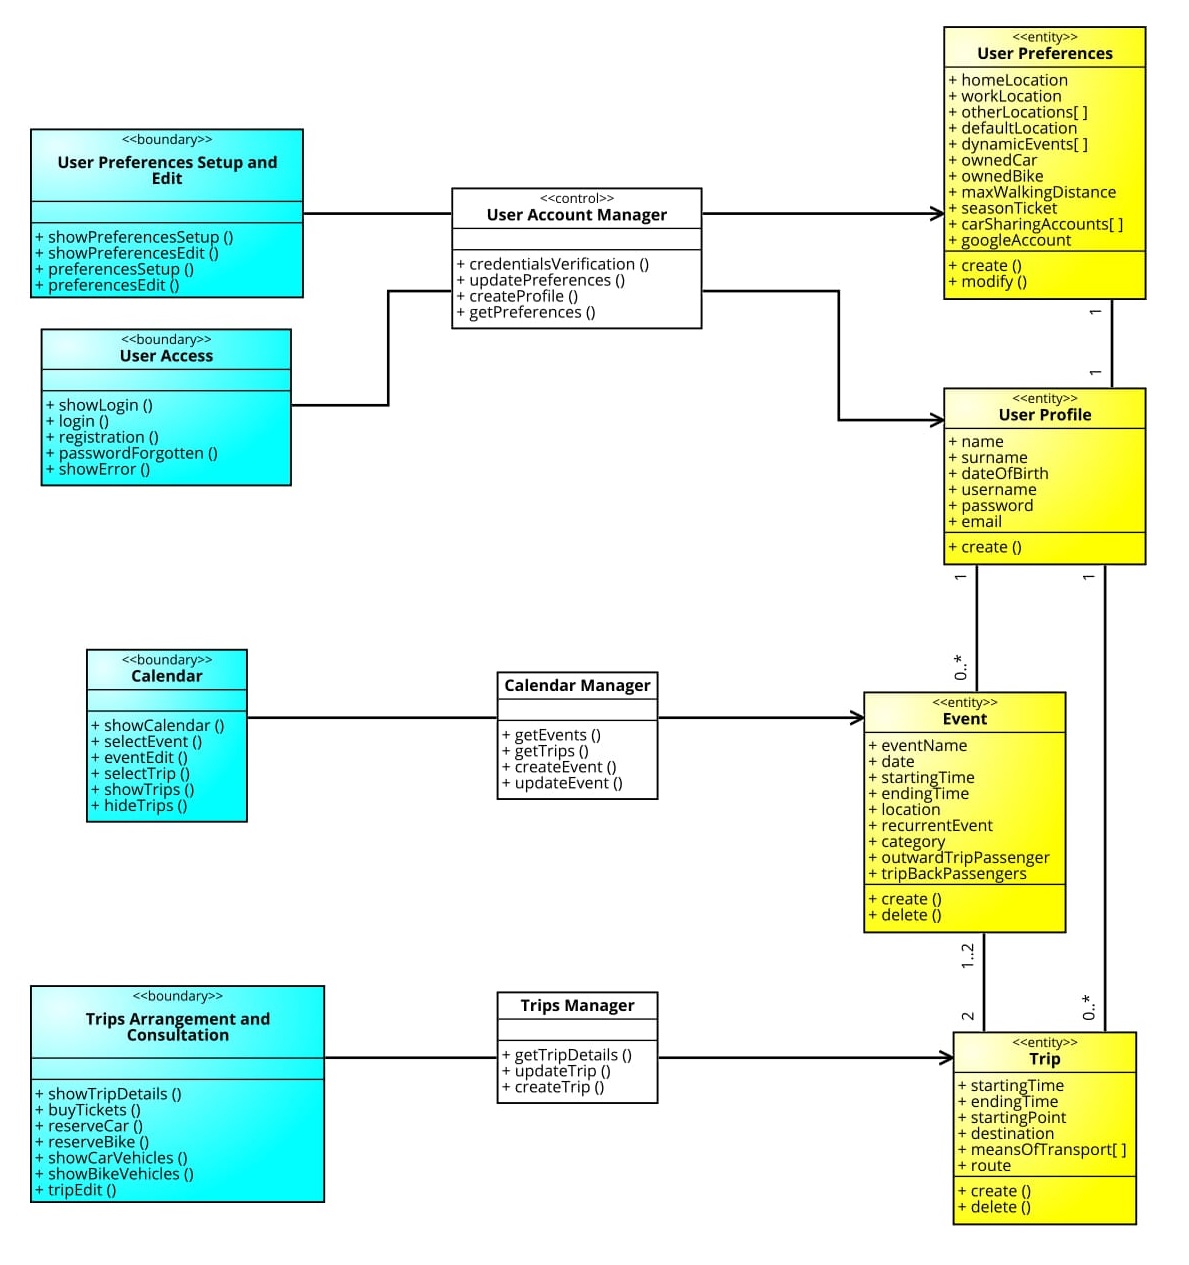 <<entity>>
User Preferences
+ homeLocation
+ workLocation
+ otherLocations[ ]
+ defaultLocation
+ dynamicEvents[ ]
+ ownedCar
+ ownedBike
+ maxWalkingDistance
+ seasonTicket
+ carSharingAccounts[ ]
+ googleAccount
+ create ()
+ modify ()
<<boundary>>
User Preferences Setup and
Edit
+ showPreferencesSetup ()
+ showPreferencesEdit ()
+ preferencesSetup ()
+ preferencesEdit ()
<<control>>
User Account Manager
+ credentialsVerification ()
+ updatePreferences ()
+ createProfile ()
+ getPreferences ()
1
1
<<boundary>>
User Access
+ showLogin ()
+ login ()
+ registration ()
+ passwordForgotten ()
+ showError ()
<<entity>>
User Profile
+ name
+ surname
+ dateOfBirth
+ username
+ password
+ email
+ create ()
1
1
0..*
<<boundary>>
Calendar
+ showCalendar ()
+ selectEvent ()
+ eventEdit ()
+ selectTrip ()
+ showTrips ()
+ hideTrips ()
Calendar Manager
+ getEvents ()
+ getTrips ()
+ createEvent ()
+ updateEvent ()
<<entity>>
Event
+ eventName
+ date
+ startingTime
+ endingTime
+ location
+ recurrentEvent
+ category
+ outwardTripPassenger
+ tripBackPassengers
+ create ()
+ delete ()
1..2
2
0..*
<<boundary>>
Trips Arrangement and
Consultation
+ showTripDetails ()
+ buyTickets ()
+ reserveCar ()
+ reserveBike ()
+ showCarVehicles ()
+ showBikeVehicles ()
+ tripEdit ()
Trips Manager
+ getTripDetails ()
+ updateTrip ()
+ createTrip ()
<<entity>>
Trip
+ startingTime
+ endingTime
+ startingPoint
+ destination
+ meansOfTransport[ ]
+ route
+ create ()
+ delete ()